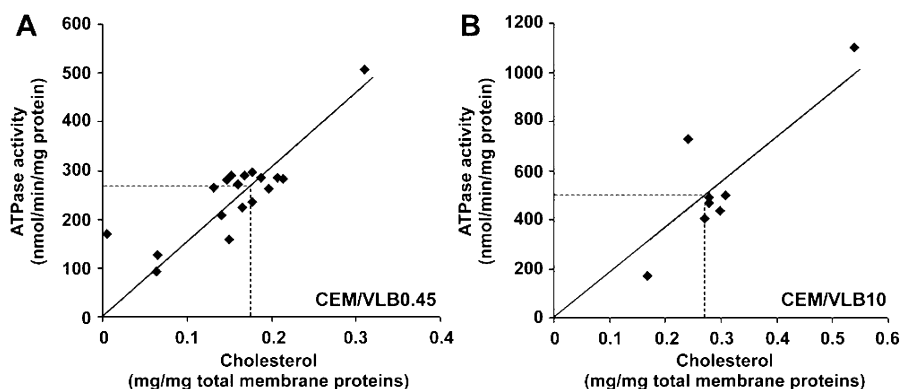 A
ATPase activity
(nmol/min/mg protein)
600
500
400
300
200
100
0
0
0.1
0.2
0.3
0.4
CEM/VLB0.45
Cholesterol
(mg/mg total membrane proteins)
B
ATPase activity
(nmol/min/mg protein)
1200
1000
800
600
400
200
0
0
0.1
0.2
0.3
0.4
0.5
0.6
CEM/VLB10
Cholesterol
(mg/mg total membrane proteins)